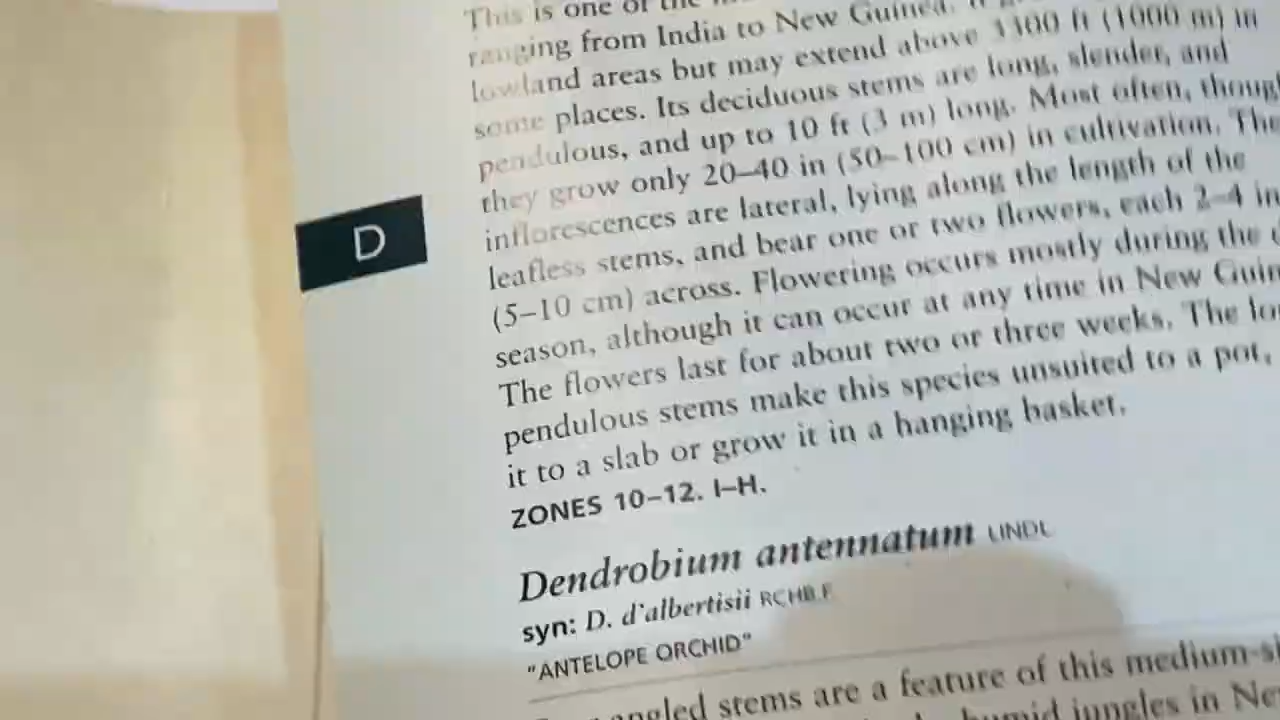 This is one of the
ranging from India to New Guinea. It
lowland areas but may extend above 3300 ft (1000 m) in
some places. Its deciduous stems are long, slender, and
pendulous, and up to 10 ft (3 m) long. Most often, though
they grow only 20–40 in (50–100 cm) in cultivation. The
inflorescences are lateral, lying along the length of the
leafless stems, and bear one or two flowers, each 2–4 in
(5–10 cm) across. Flowering occurs mostly during the
season, although it can occur at any time in New Guin
The flowers last for about two or three weeks. The lo
pendulous stems make this species unsuited to a pot,
it to a slab or grow it in a hanging basket.
ZONES 10–12. I–H.
D
Dendrobium antennatum LINDL
syn: D. d'albertisii RCHB.F
"ANTELOPE ORCHID"
angled stems are a feature of this medium-si
humid jungles in Ne